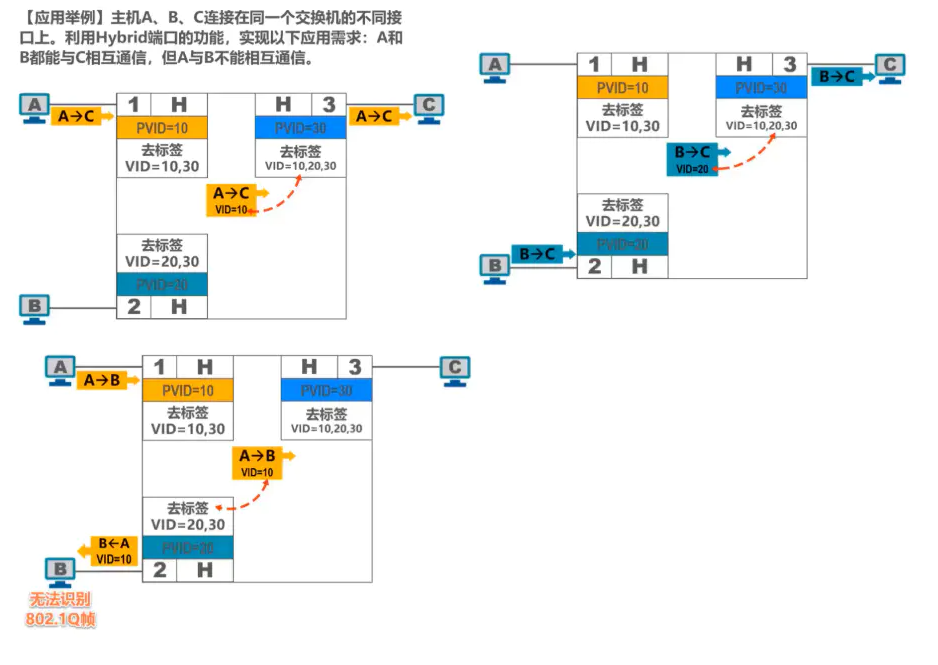 【应用举例】主机A、B、C连接在同一个交换机的不同接
口上。利用Hybrid端口的功能，实现以下应用需求：A和
B都能与C相互通信，但A与B不能相互通信。
A
A→C
1 H
PVID=10
去标签
VID=10,30
H 3
PVID=30
去标签
VID=10,20,30
A→C
C
A→C
VID=10
去标签
VID=20,30
2 H
B
A
1 H
PVID=10
去标签
VID=10,30
H 3
PVID=30
去标签
VID=10,20,30
B→C
C
B→C
VID=20
去标签
VID=20,30
2 H
B→C
B
A
A→B
1 H
PVID=10
去标签
VID=10,30
H 3
PVID=30
去标签
VID=10,20,30
C
A→B
VID=10
去标签
VID=20,30
2 H
B←A
VID=10
B
无法识别
802.1Q帧